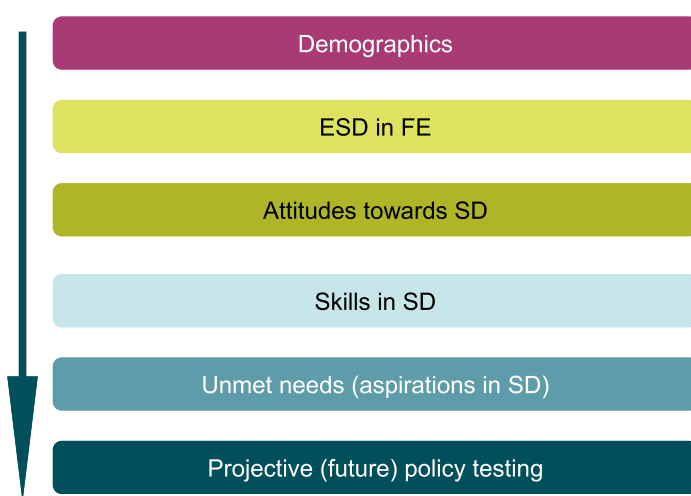 Demographics
ESD in FE
Attitudes towards SD
Skills in SD
Unmet needs (aspirations in SD)
Projective (future) policy testing